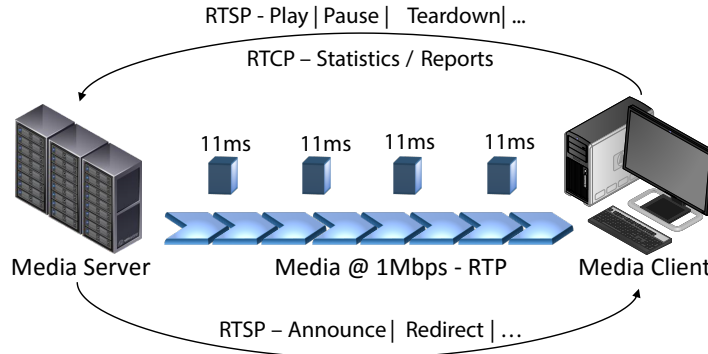 RTSP - Play | Pause | Teardown| ...
RTCP – Statistics / Reports
11ms 11ms 11ms 11ms
Media Server Media @ 1Mbps - RTP Media Client
RTSP – Announce| Redirect | ...